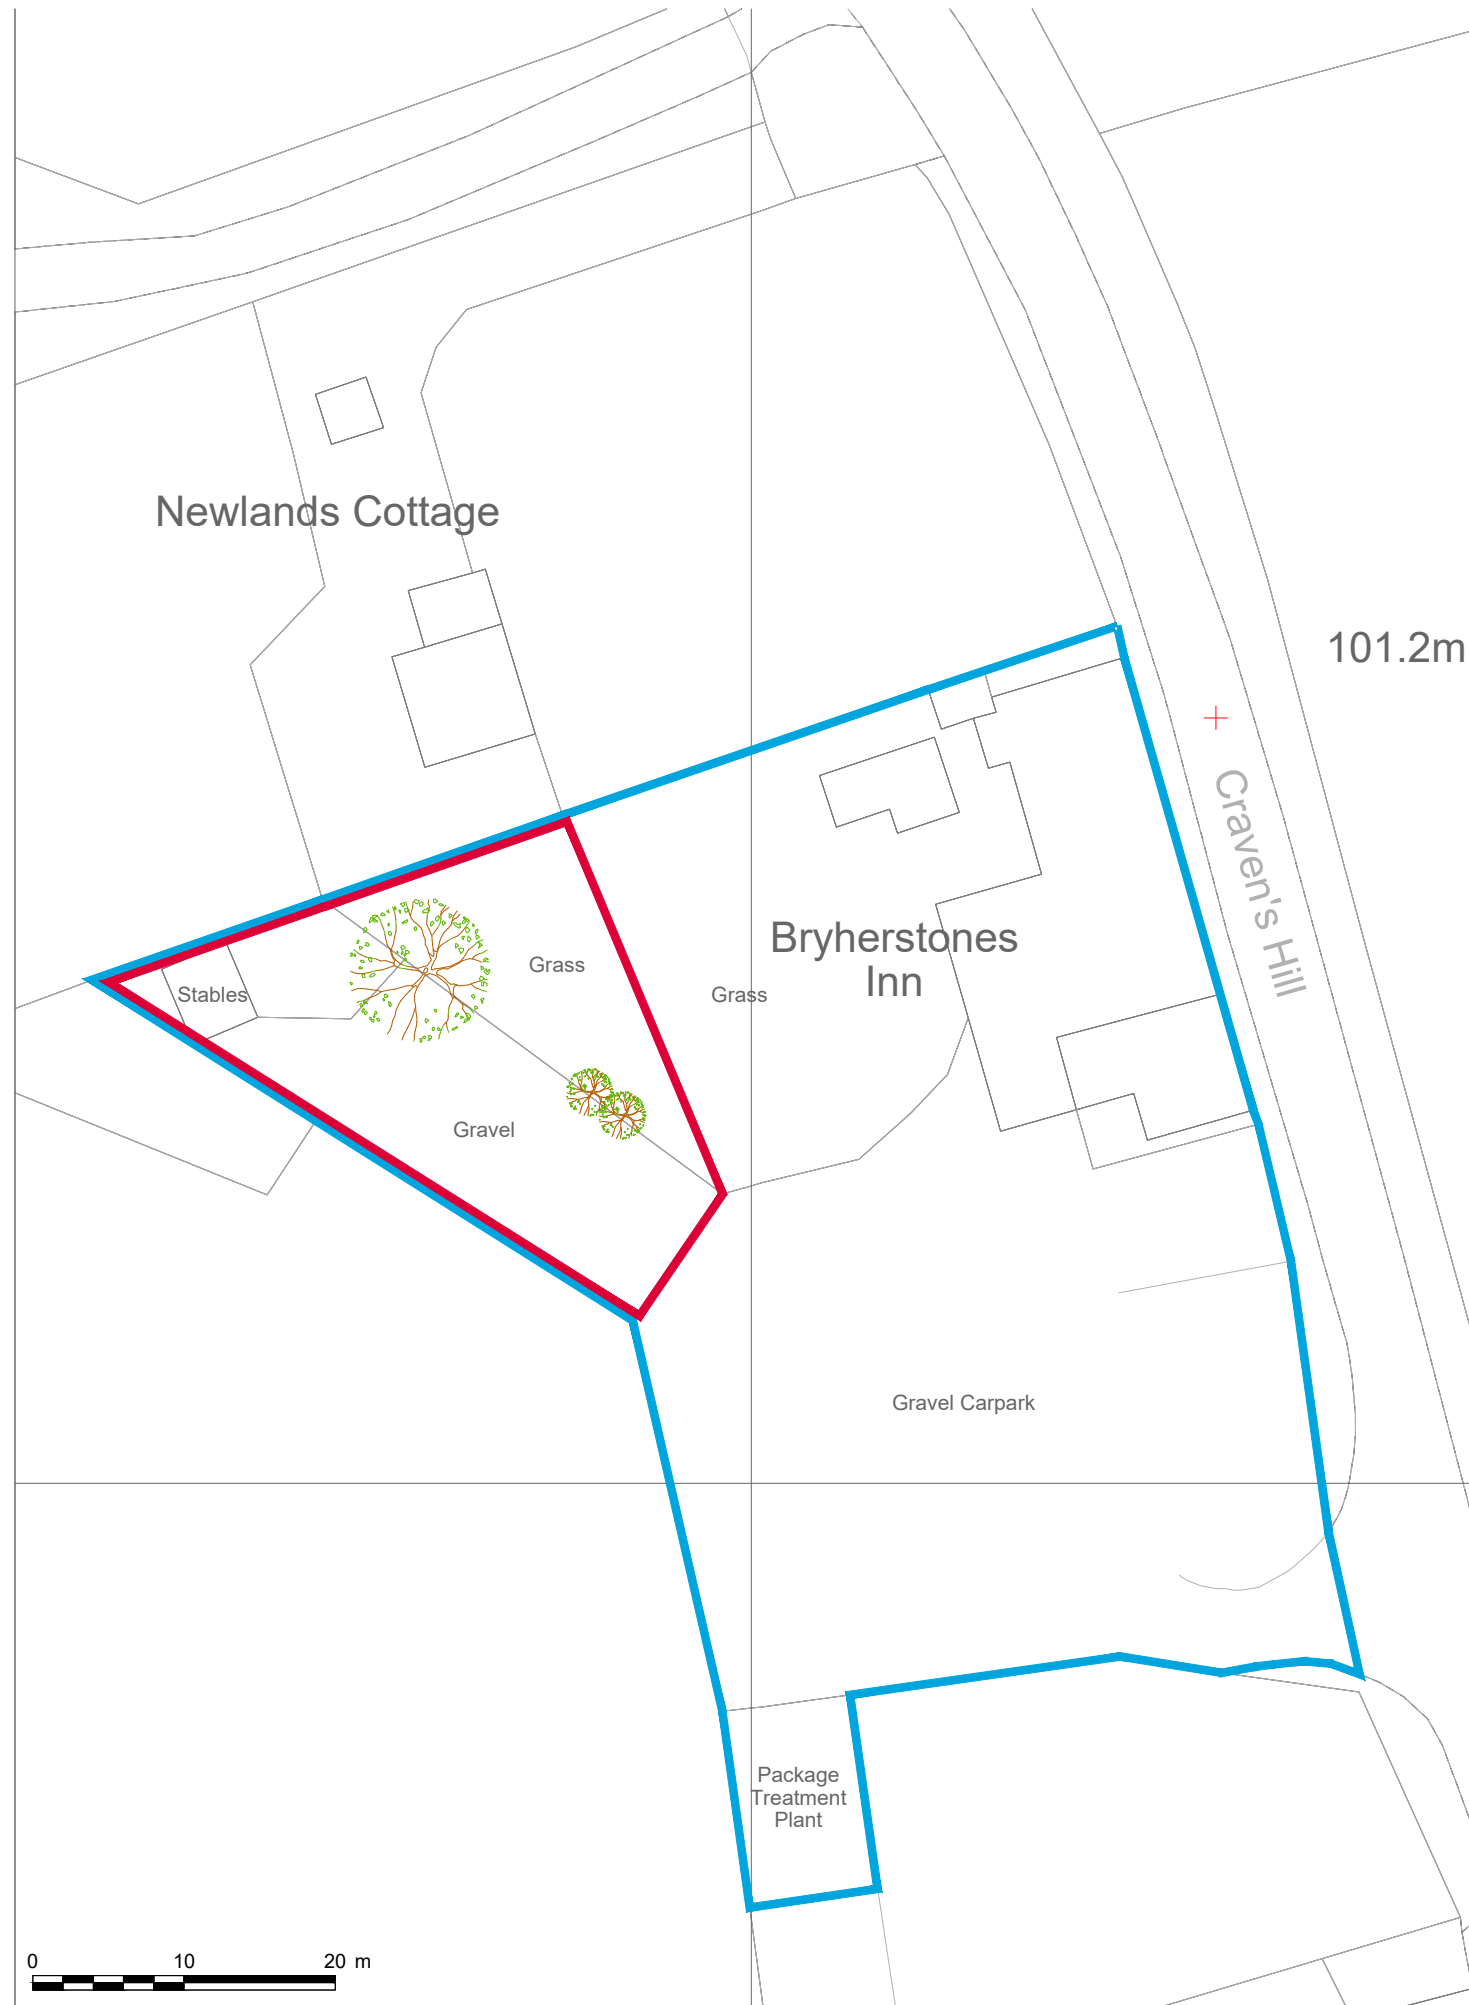 Newlands Cottage
101.2m
Craven's Hill
Bryherstones
Inn
Grass
Grass
Stables
Gravel
Gravel Carpark
Package
Treatment
Plant
0 10 20 m